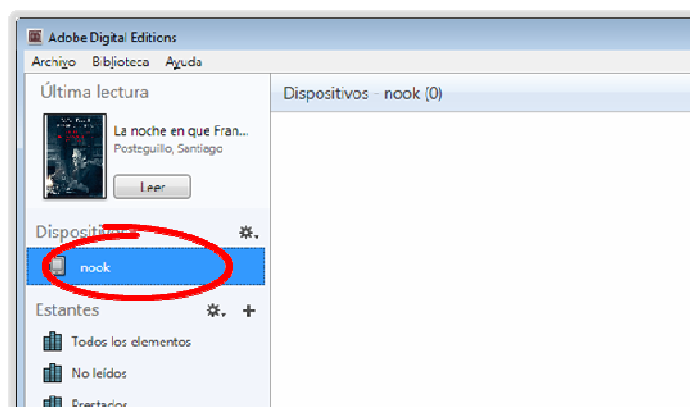 Adobe Digital Editions
Archivo Biblioteca Ayuda
Última lectura
La noche en que Fran...
Posteguillo, Santiago
Leer
Dispositivos
nook
Estantes
Todos los elementos
No leídos
Prestados
Dispositivos - nook (0)